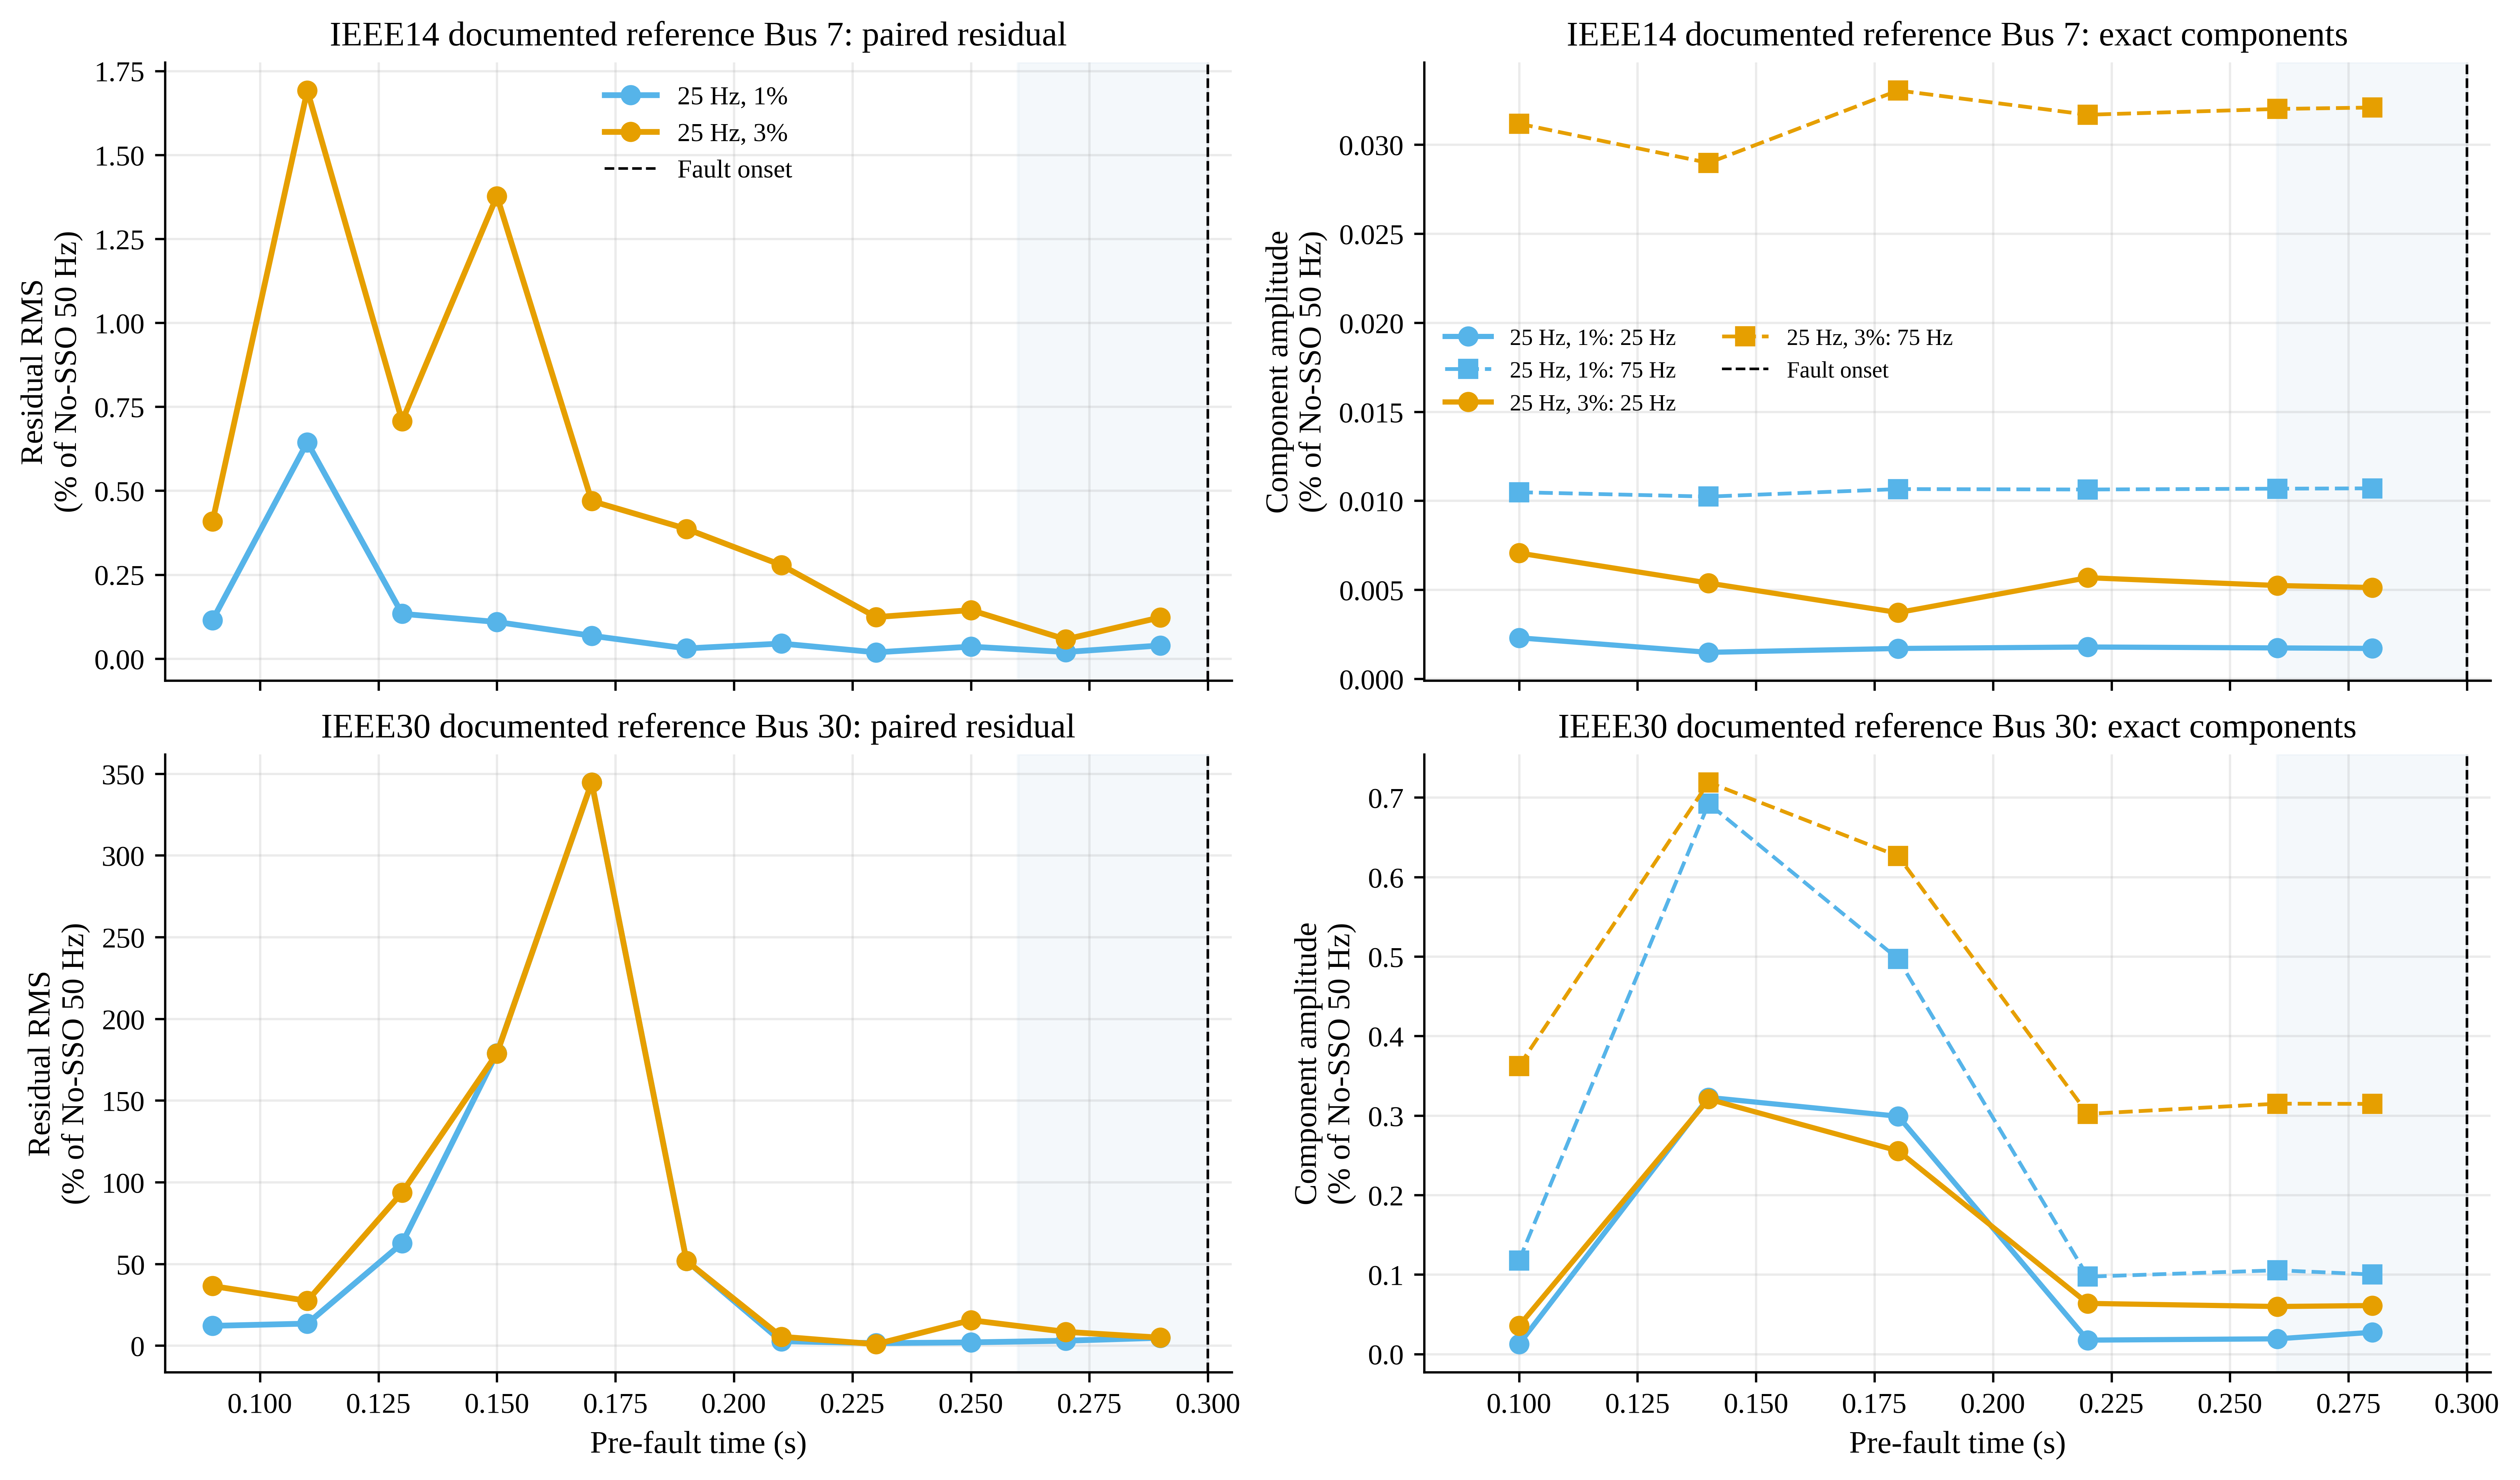 IEEE14 documented reference Bus 7: paired residual
1.75
1.50
1.25
1.00
0.75
0.50
0.25
0.00
Residual RMS
(% of No-SSO 50 Hz)
25 Hz, 1%
25 Hz, 3%
Fault onset
IEEE14 documented reference Bus 7: exact components
0.030
0.025
0.020
0.015
0.010
0.005
0.000
Component amplitude
(% of No-SSO 50 Hz)
25 Hz, 1%: 25 Hz
25 Hz, 1%: 75 Hz
25 Hz, 3%: 25 Hz
25 Hz, 3%: 75 Hz
Fault onset
IEEE30 documented reference Bus 30: paired residual
350
300
250
200
150
100
50
0
Residual RMS
(% of No-SSO 50 Hz)
0.100 0.125 0.150 0.175 0.200 0.225 0.250 0.275 0.300
Pre-fault time (s)
IEEE30 documented reference Bus 30: exact components
0.7
0.6
0.5
0.4
0.3
0.2
0.1
0.0
Component amplitude
(% of No-SSO 50 Hz)
0.100 0.125 0.150 0.175 0.200 0.225 0.250 0.275 0.300
Pre-fault time (s)